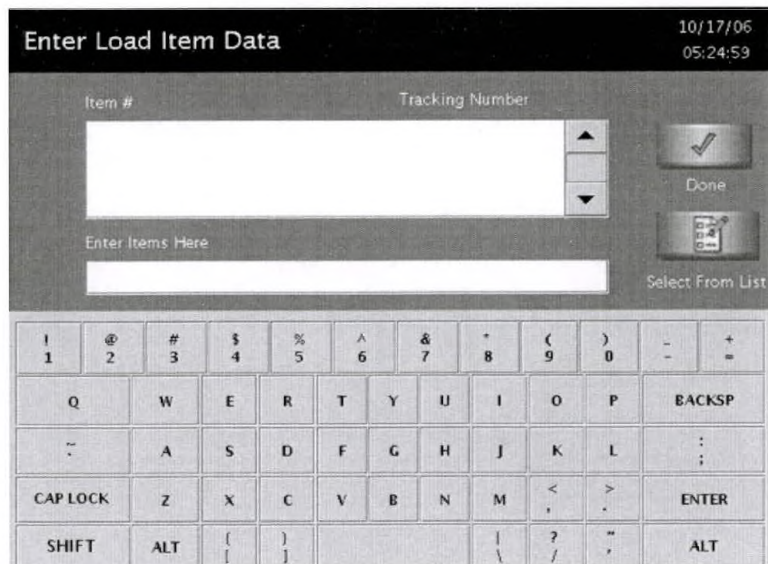 Enter Load Item Data
10/17/06
05:24:59
Item #
Tracking Number
Done
Enter Items Here
Select From List
! @ # $ % ^ & * ( ) _ +
1 2 3 4 5 6 7 8 9 0 - =
Q W E R T Y U I O P BACKSP
~ A S D F G H J K L :
;
CAP LOCK Z X C V B N M < > ENTER
, .
SHIFT ALT { } | ? " ALT
[ ] \ / '